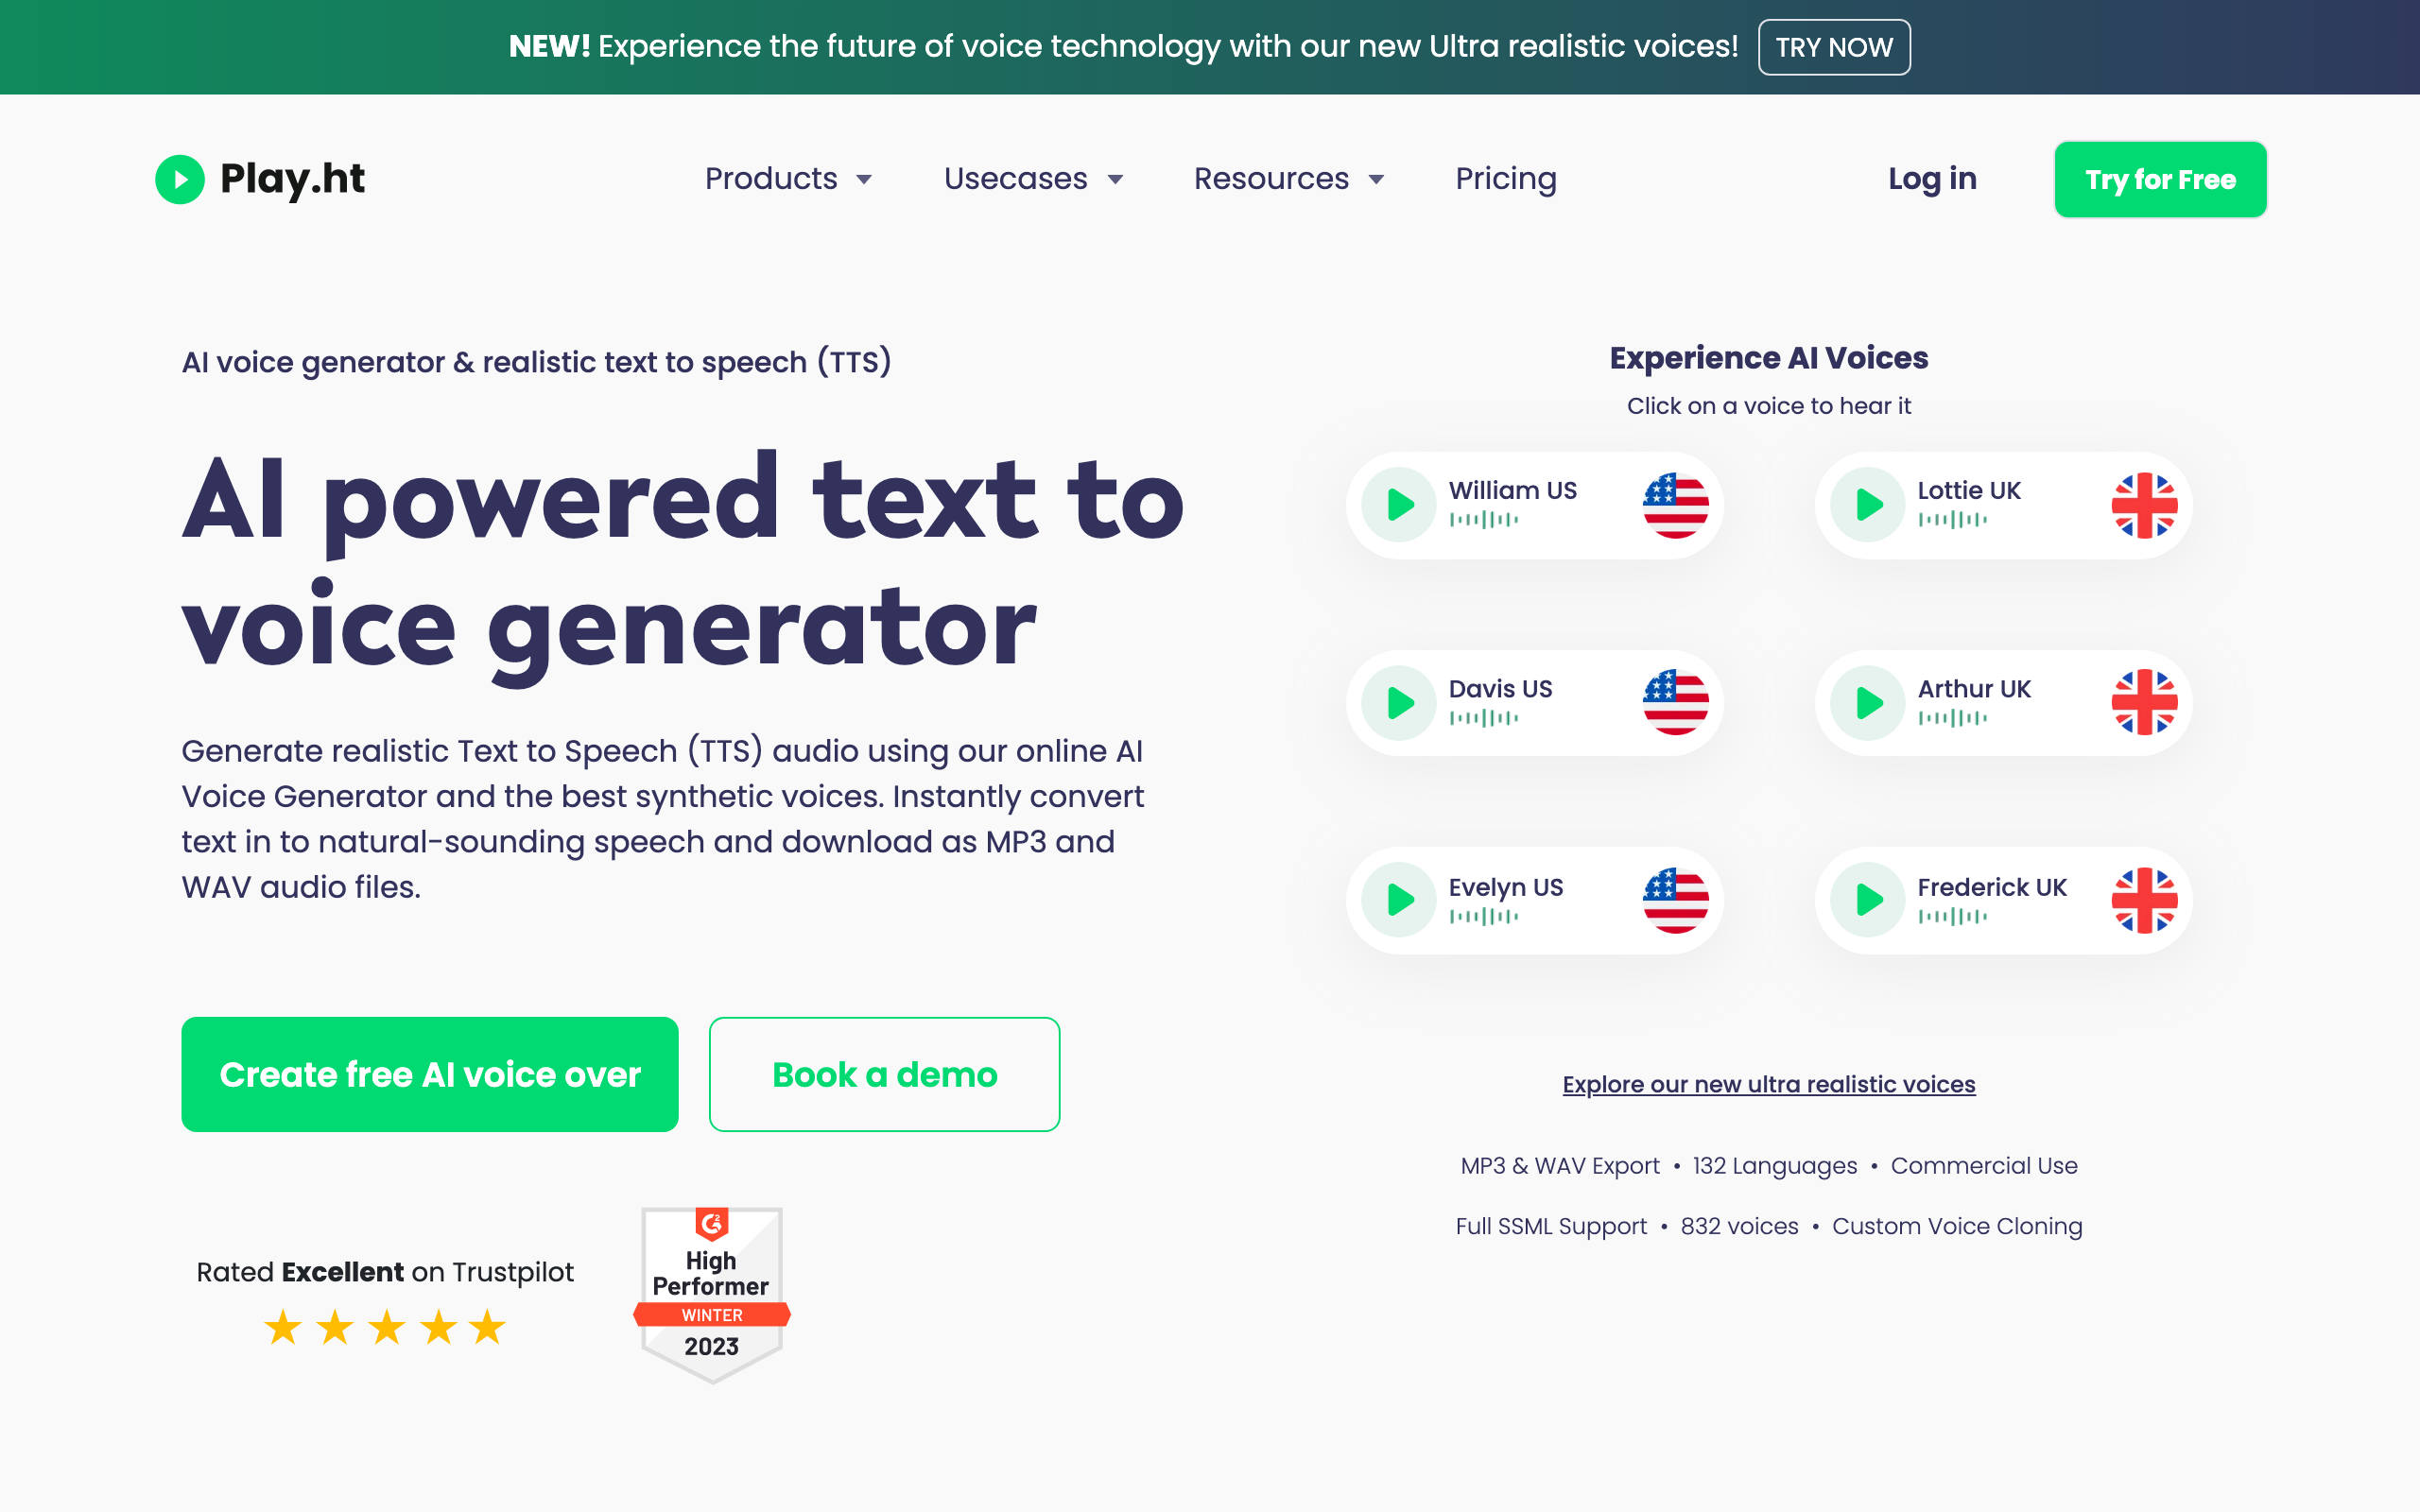 NEW! Experience the future of voice technology with our new Ultra realistic voices! TRY NOW
Play.ht
Products
Usecases
Resources
Pricing
Log in
Try for Free
AI voice generator & realistic text to speech (TTS)
AI powered text to
voice generator
Generate realistic Text to Speech (TTS) audio using our online AI
Voice Generator and the best synthetic voices. Instantly convert
text in to natural-sounding speech and download as MP3 and
WAV audio files.
Create free AI voice over
Book a demo
Rated Excellent on Trustpilot
G2
High
Performer
WINTER
2023
Experience AI Voices
Click on a voice to hear it
William US
Lottie UK
Davis US
Arthur UK
Evelyn US
Frederick UK
Explore our new ultra realistic voices
MP3 & WAV Export • 132 Languages • Commercial Use
Full SSML Support • 832 voices • Custom Voice Cloning